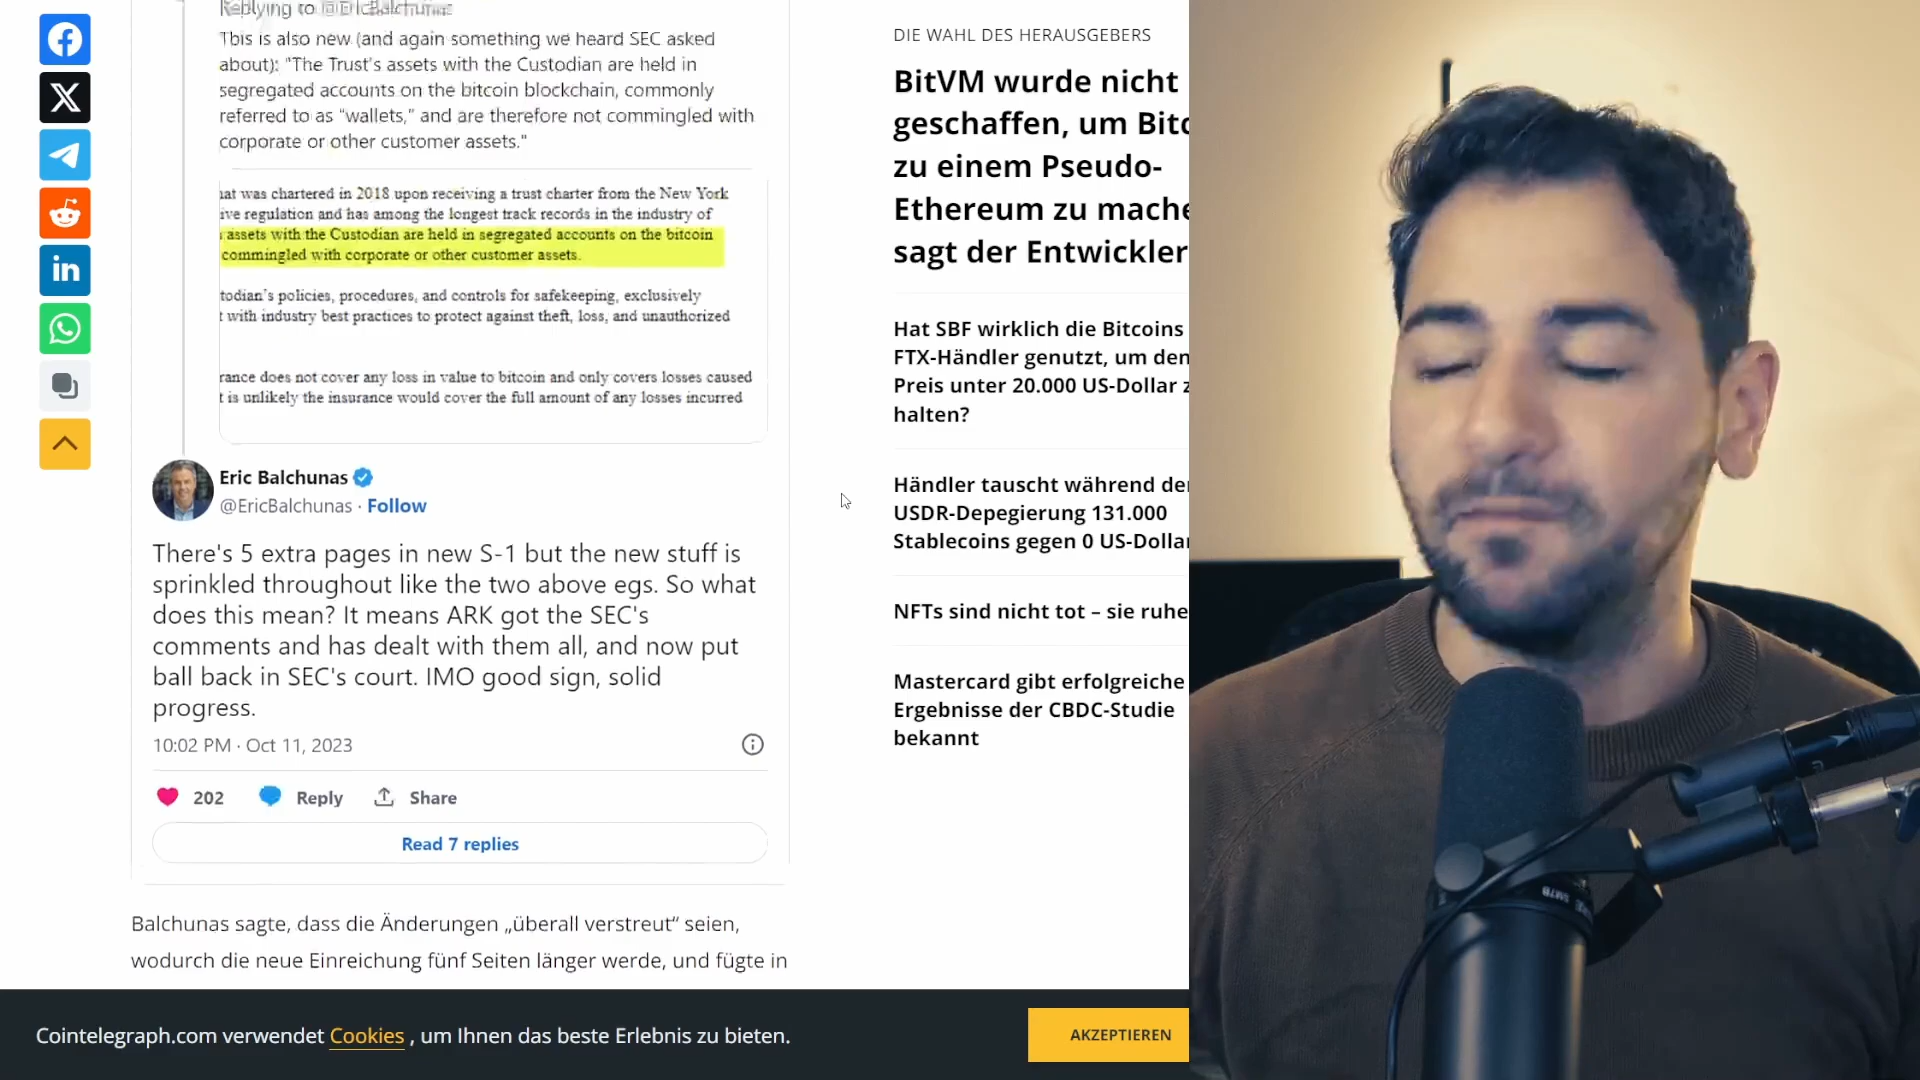 Replying to @EricBalchunas
This is also new (and again something we heard SEC asked
about): "The Trust's assets with the Custodian are held in
segregated accounts on the bitcoin blockchain, commonly
referred to as “wallets,” and are therefore not commingled with
corporate or other customer assets."
hat was chartered in 2018 upon receiving a trust charter from the New York
ive regulation and has among the longest track records in the industry of
assets with the Custodian are held in segregated accounts on the bitcoin
commingled with corporate or other customer assets.
todian’s policies, procedures, and controls for safekeeping, exclusively
t with industry best practices to protect against theft, loss, and unauthorized
rance does not cover any loss in value to bitcoin and only covers losses caused
t is unlikely the insurance would cover the full amount of any losses incurred
Eric Balchunas
@EricBalchunas · Follow
There's 5 extra pages in new S-1 but the new stuff is
sprinkled throughout like the two above egs. So what
does this mean? It means ARK got the SEC's
comments and has dealt with them all, and now put
ball back in SEC's court. IMO good sign, solid
progress.
10:02 PM · Oct 11, 2023
202 Reply Share
Read 7 replies
Balchunas sagte, dass die Änderungen „überall verstreut“ seien,
wodurch die neue Einreichung fünf Seiten länger werde, und fügte in
DIE WAHL DES HERAUSGEBERS
BitVM wurde nicht
geschaffen, um Bitc
zu einem Pseudo-
Ethereum zu mache
sagt der Entwickler
Hat SBF wirklich die Bitcoins
FTX-Händler genutzt, um den
Preis unter 20.000 US-Dollar z
halten?
Händler tauscht während der
USDR-Depegierung 131.000
Stablecoins gegen 0 US-Dollar
NFTs sind nicht tot – sie ruhe
Mastercard gibt erfolgreiche
Ergebnisse der CBDC-Studie
bekannt
Cointelegraph.com verwendet Cookies , um Ihnen das beste Erlebnis zu bieten.
AKZEPTIEREN
SM7B